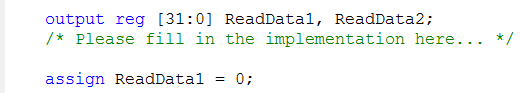 output reg [31:0] ReadData1, ReadData2;
/* Please fill in the implementation here... */
assign ReadData1 = 0;